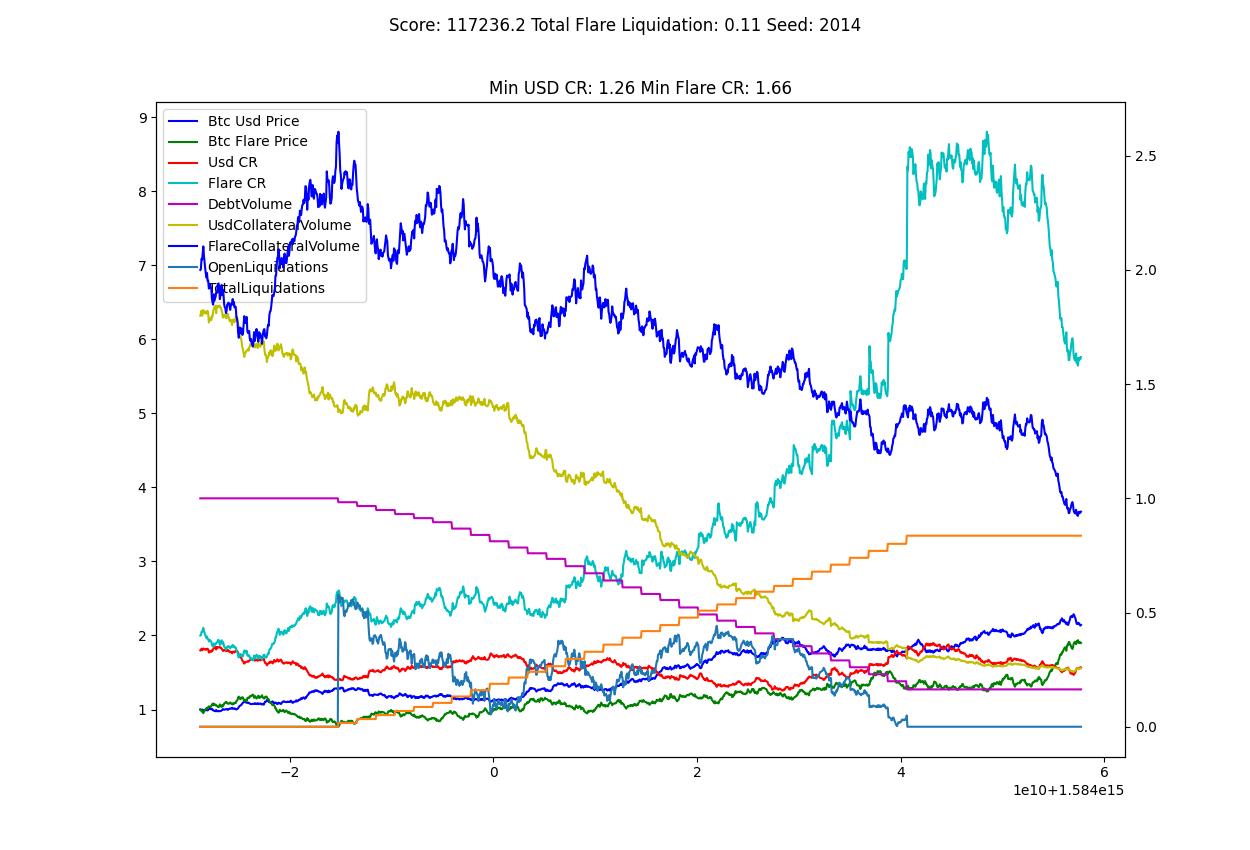 Score: 117236.2 Total Flare Liquidation: 0.11 Seed: 2014
Min USD CR: 1.26 Min Flare CR: 1.66
Btc Usd Price
Btc Flare Price
Usd CR
Flare CR
DebtVolume
UsdCollateralVolume
FlareCollateralVolume
OpenLiquidations
TotalLiquidations
9
8
7
6
5
4
3
2
1
2.5
2.0
1.5
1.0
0.5
0.0
−2
0
2
4
6
1e10+1.584e15